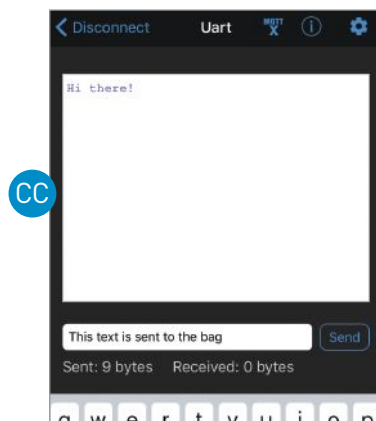 Disconnect Uart MQTT X i
Hi there!
CC
This text is sent to the bag Send
Sent: 9 bytes Received: 0 bytes
q w e r t y u i o p